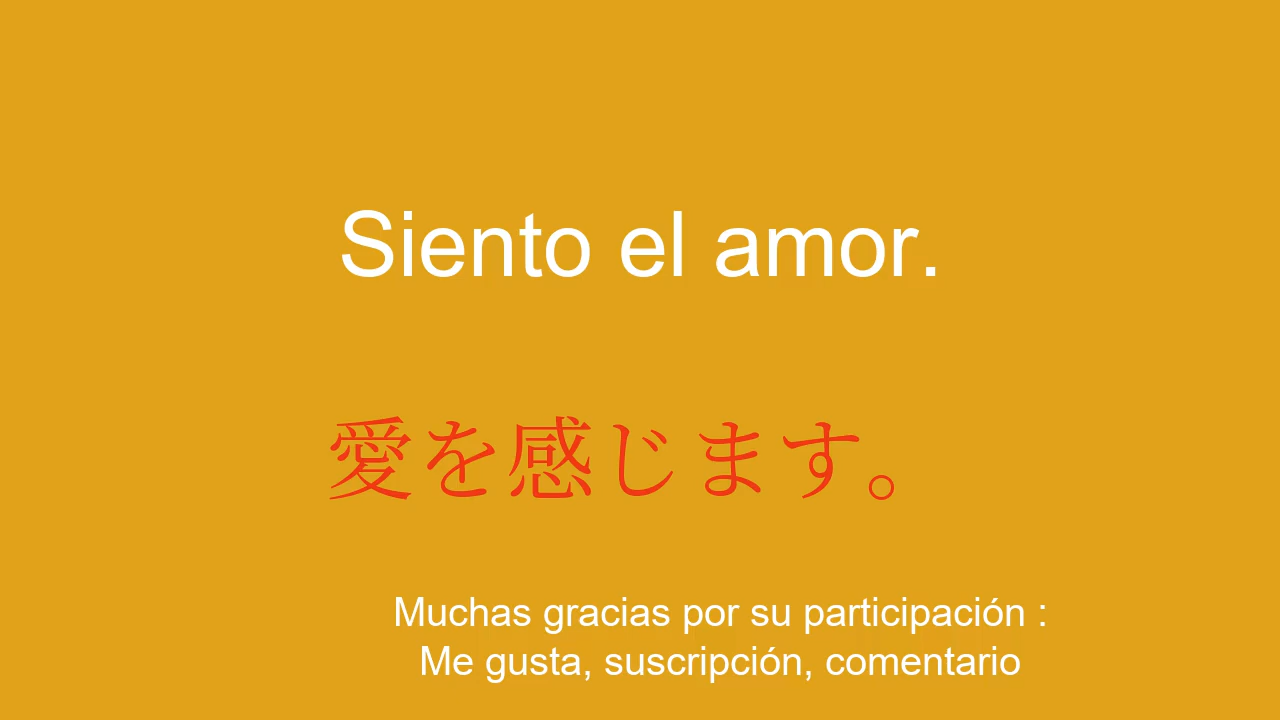 Siento el amor.
愛を感じます。
Muchas gracias por su participación :
Me gusta, suscripción, comentario